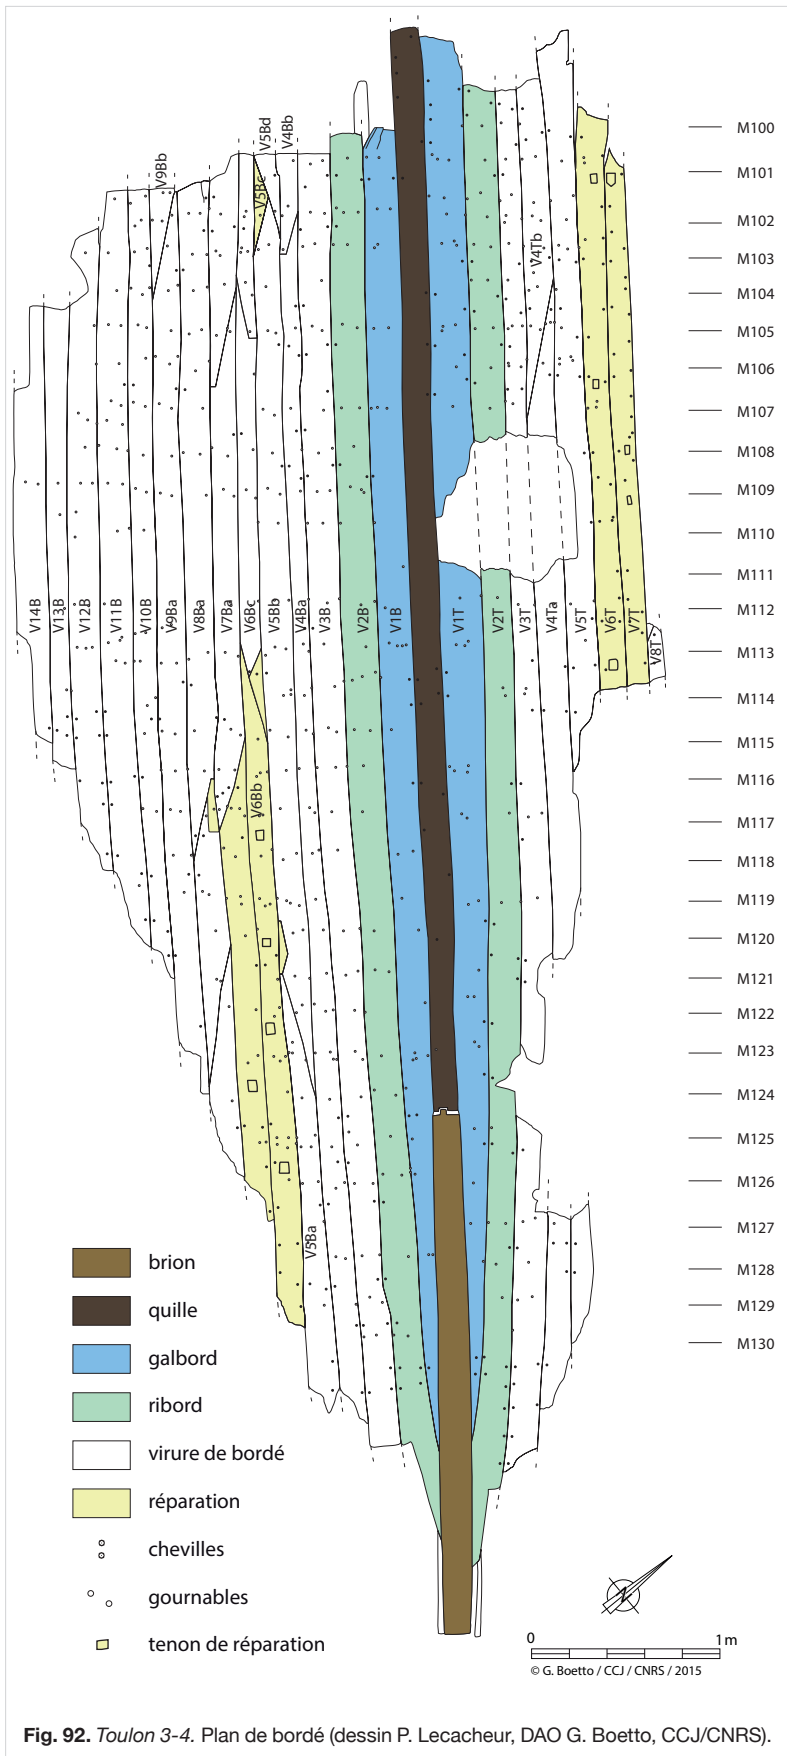 V9Bb
V5Bc
V5Bd
V4Bb
V4Tb
M100
M101
M102
M103
M104
M105
M106
M107
M108
M109
M110
M111
M112
M113
M114
M115
M116
M117
M118
M119
M120
M121
M122
M123
M124
M125
M126
M127
M128
M129
M130
V14B
V13B
V12B
V11B
V10B
V9Ba
V8Ba
V7Ba
V6Bc
V5Bb
V4Ba
V3B
V2B
V1B
V1T
V2T
V3T
V4Ta
V5T
V6T
V7T
V8T
V6Bb
V5Ba
brion
quille
galbord
ribord
virure de bordé
réparation
chevilles
gournables
tenon de réparation
N
0 1 m
© G. Boetto / CCJ / CNRS / 2015
Fig. 92. Toulon 3-4. Plan de bordé (dessin P. Lecacheur, DAO G. Boetto, CCJ/CNRS).